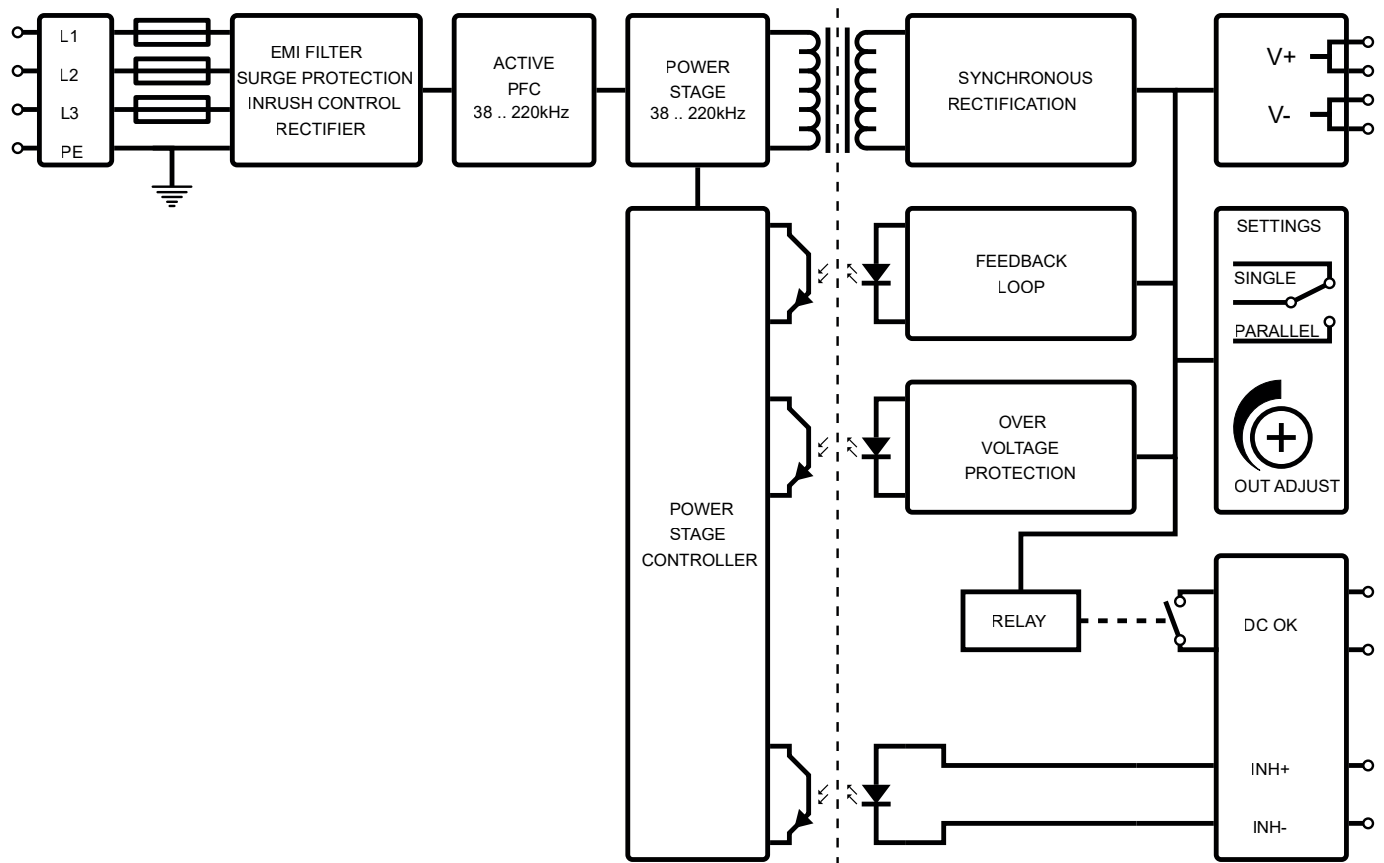 L1
L2
L3
PE
EMI FILTER
SURGE PROTECTION
INRUSH CONTROL
RECTIFIER
ACTIVE
PFC
38 .. 220kHz
POWER
STAGE
38 .. 220kHz
SYNCHRONOUS
RECTIFICATION
V+
V-
FEEDBACK
LOOP
SETTINGS
SINGLE
PARALLEL
OUT ADJUST
OVER
VOLTAGE
PROTECTION
POWER
STAGE
CONTROLLER
RELAY
DC OK
INH+
INH-